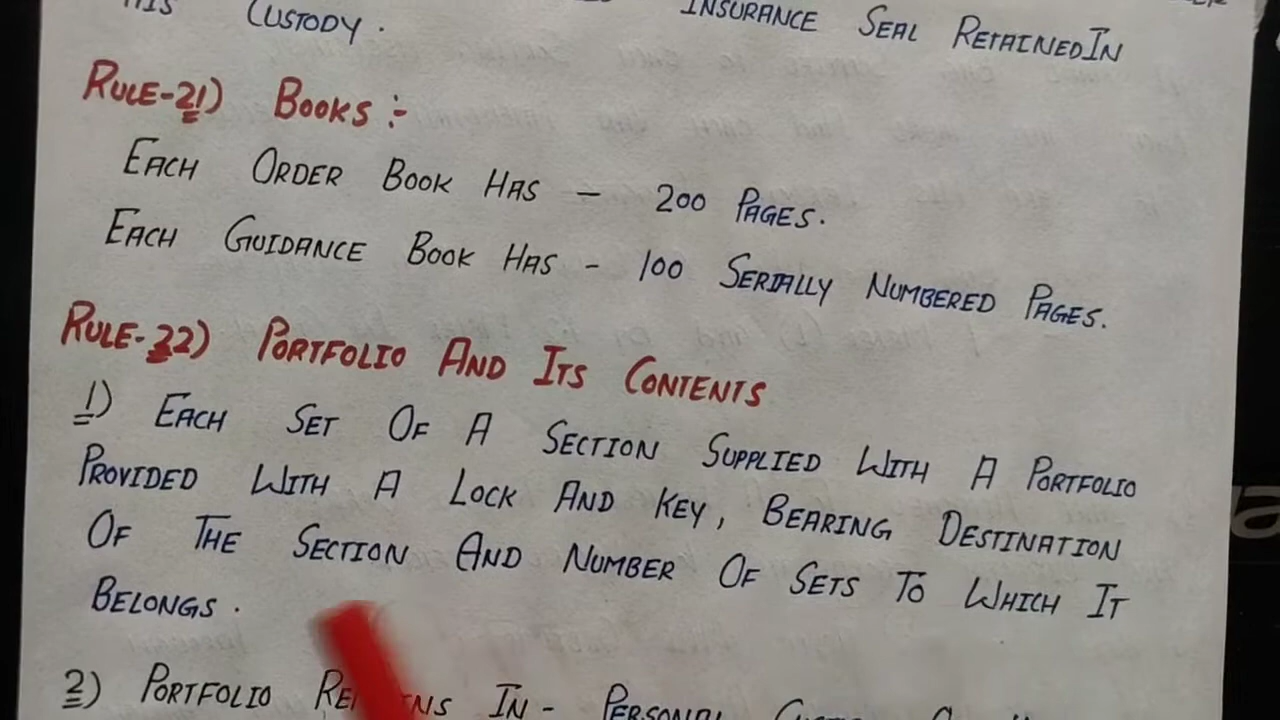 CUSTODY. INSURANCE SEAL RETAINED IN
RULE-21) BOOKS :-
EACH ORDER BOOK HAS - 200 PAGES.
EACH GUIDANCE BOOK HAS - 100 SERIALLY NUMBERED PAGES.
RULE-22) PORTFOLIO AND ITS CONTENTS
1) EACH SET OF A SECTION SUPPLIED WITH A PORTFOLIO
PROVIDED WITH A LOCK AND KEY, BEARING DESTINATION
OF THE SECTION AND NUMBER OF SETS TO WHICH IT
BELONGS.
2) PORTFOLIO IN - PERSONAL